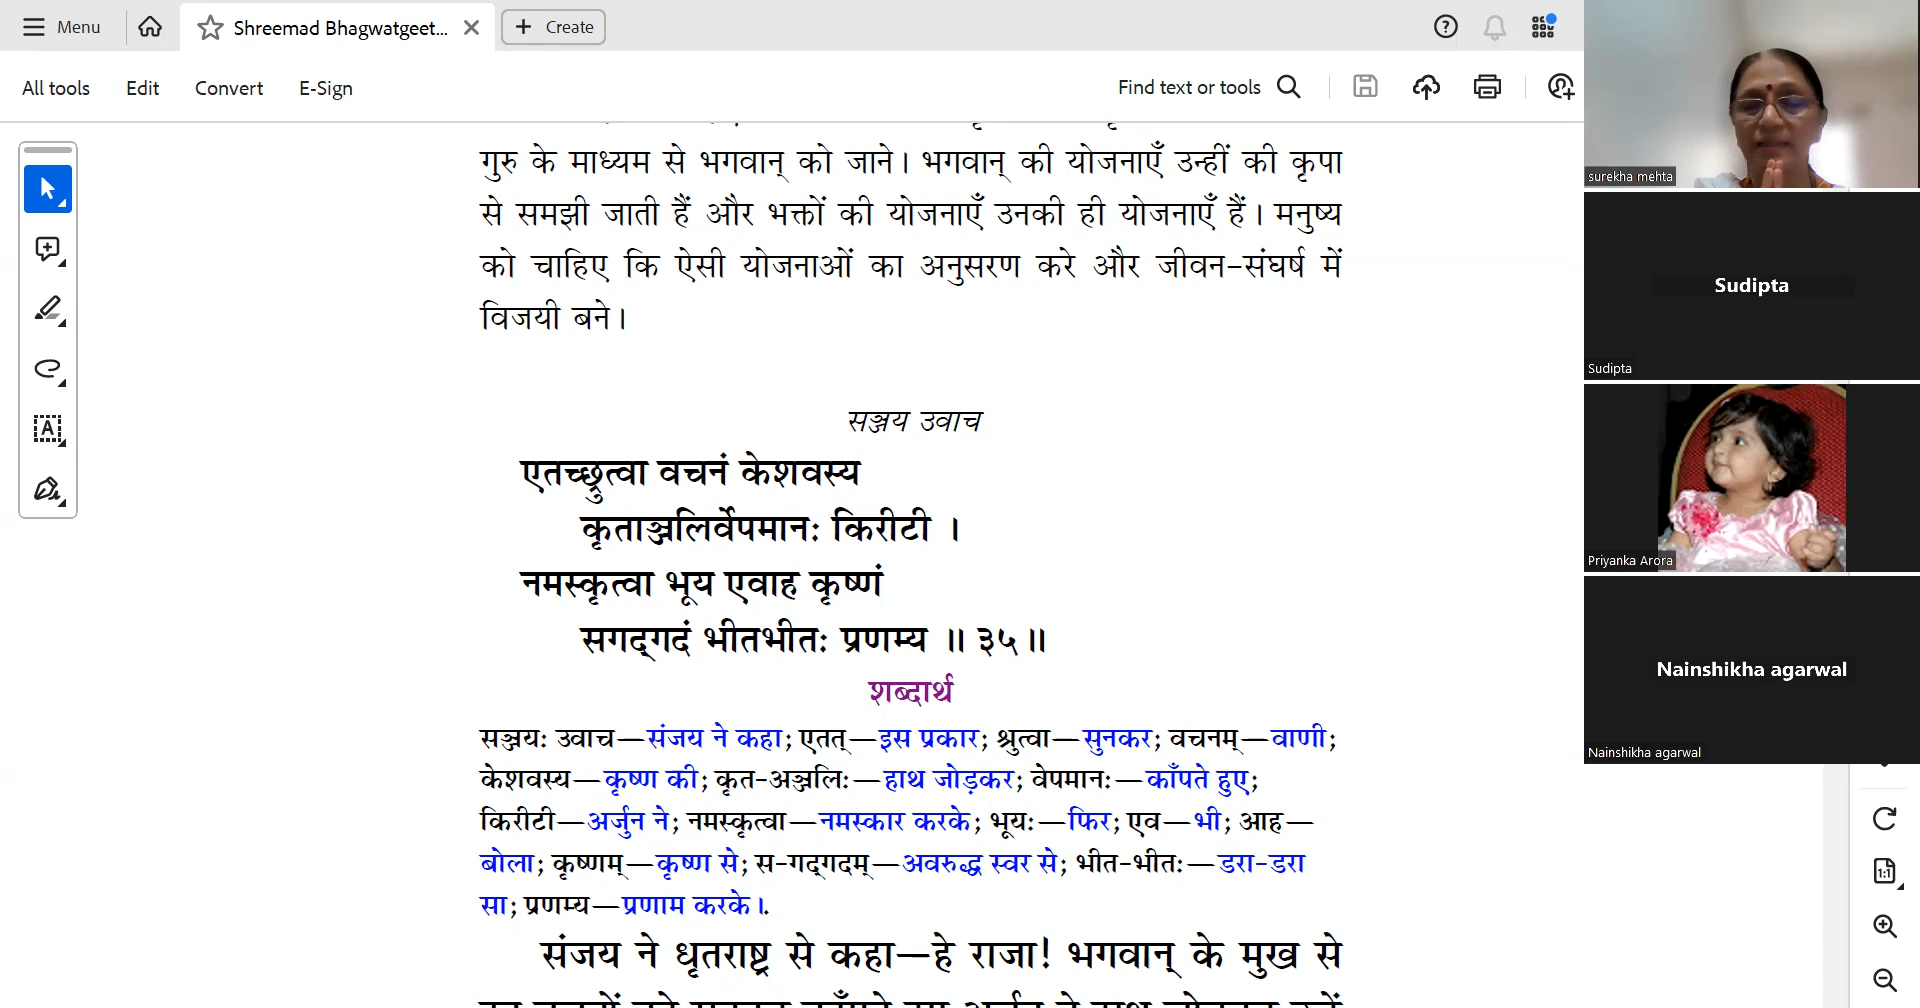 Menu
Shreemad Bhagwatgeet...
Create
All tools
Edit
Convert
E-Sign
Find text or tools
गुरु के माध्यम से भगवान् को जाने। भगवान् की योजनाएँ उन्हीं की कृपा
से समझी जाती हैं और भक्तों की योजनाएँ उनकी ही योजनाएँ हैं। मनुष्य
को चाहिए कि ऐसी योजनाओं का अनुसरण करे और जीवन-संघर्ष में
विजयी बने।
सञ्जय उवाच
एतच्छ्रुत्वा वचनं केशवस्य
कृताञ्जलिर्वेपमानः किरीटी ।
नमस्कृत्वा भूय एवाह कृष्णं
सगद्गदं भीतभीतः प्रणम्य ॥ ३५॥
शब्दार्थ
सञ्जयः उवाच—संजय ने कहा; एतत्—इस प्रकार; श्रुत्वा—सुनकर; वचनम्—वाणी;
केशवस्य—कृष्ण की; कृत-अञ्जलिः—हाथ जोड़कर; वेपमानः—काँपते हुए;
किरीटी—अर्जुन ने; नमस्कृत्वा—नमस्कार करके; भूयः—फिर; एव—भी; आह—
बोला; कृष्णम्—कृष्ण से; स-गद्गदम्—अवरुद्ध स्वर से; भीत-भीतः—डरा-डरा
सा; प्रणम्य—प्रणाम करके।.
संजय ने धृतराष्ट्र से कहा—हे राजा! भगवान् के मुख से
surekha mehta
Sudipta
Sudipta
Priyanka Arora
Nainshikha agarwal
Nainshikha agarwal